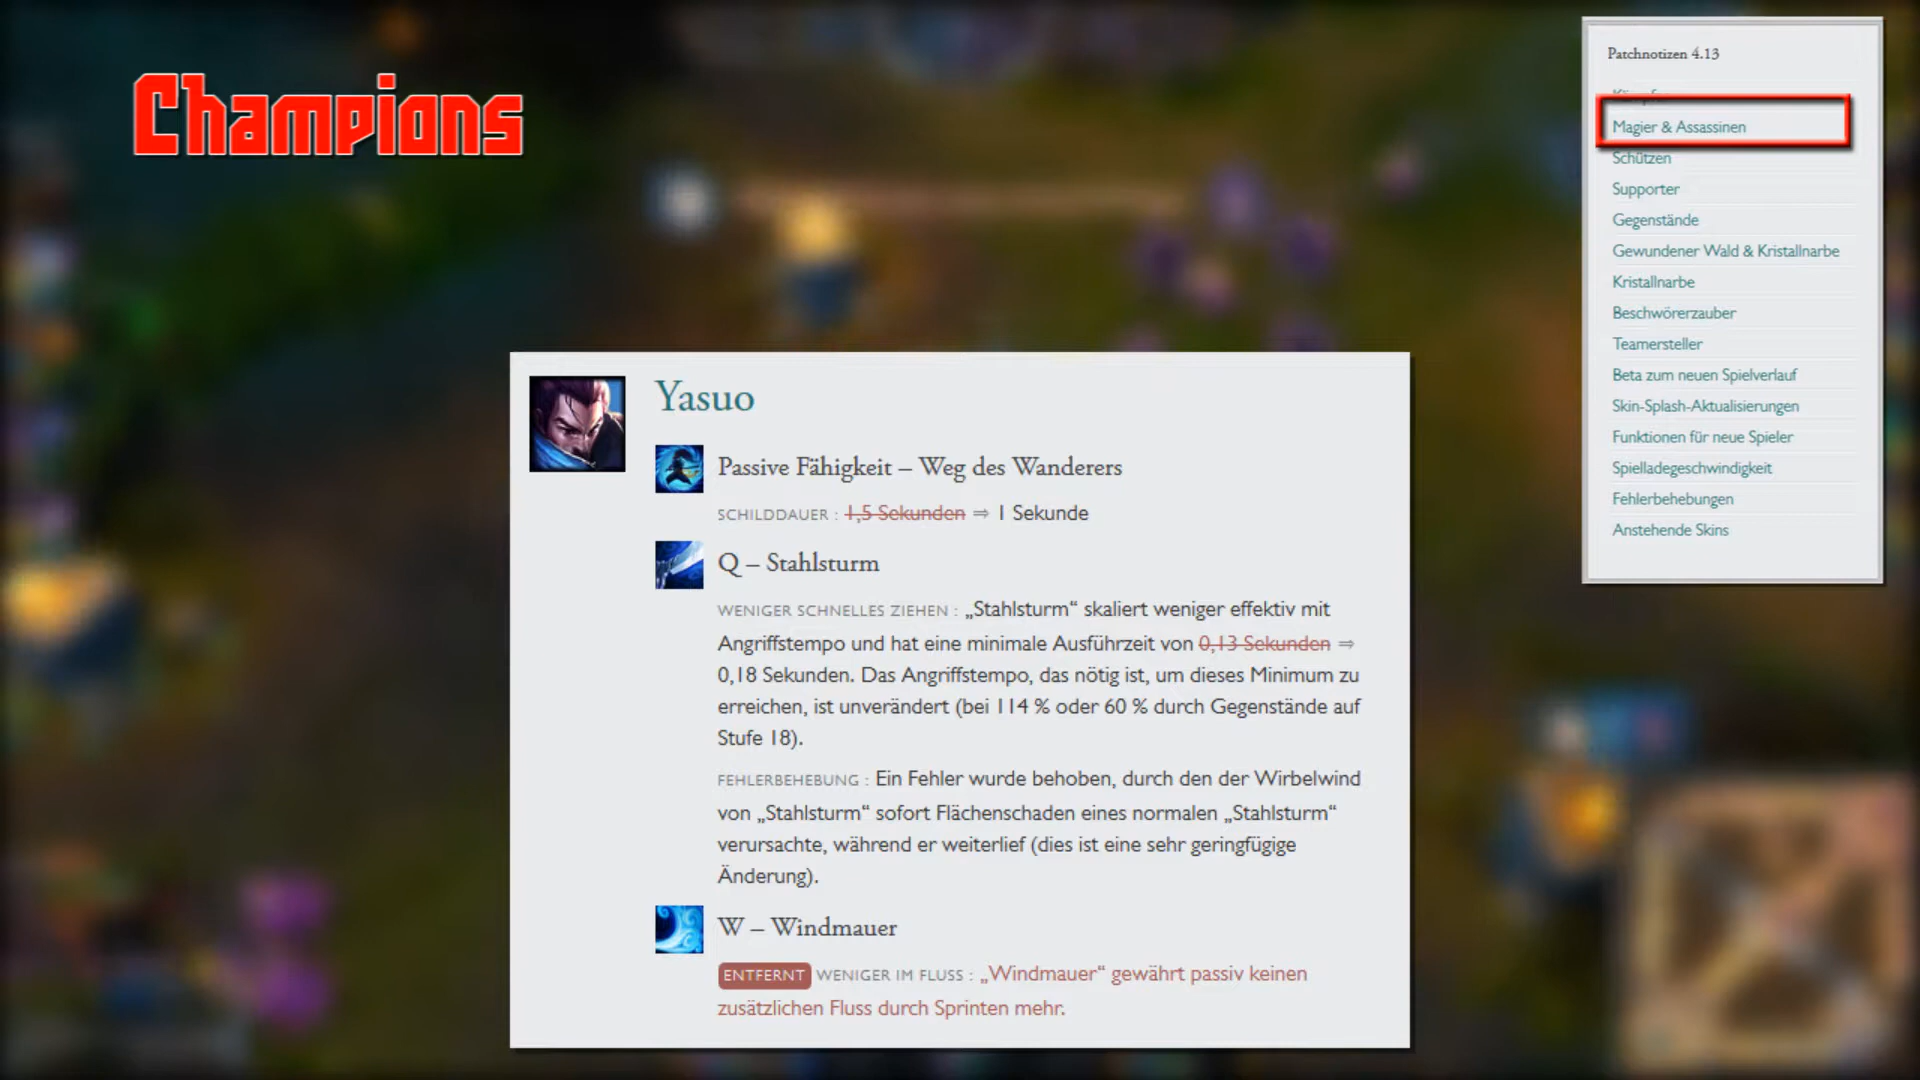 Champions
Patchnotizen 4.13
Magier & Assassinen
Schützen
Supporter
Gegenstände
Gewundener Wald & Kristallnarbe
Kristallnarbe
Beschwörerzauber
Teamersteller
Beta zum neuen Spielverlauf
Skin-Splash-Aktualisierungen
Funktionen für neue Spieler
Spielladegeschwindigkeit
Fehlerbehebungen
Anstehende Skins
Yasuo
Passive Fähigkeit – Weg des Wanderers
SCHILDDAUER : 1,5 Sekunden ⇒ 1 Sekunde
Q – Stahlsturm
WENIGER SCHNELLES ZIEHEN : „Stahlsturm“ skaliert weniger effektiv mit
Angriffstempo und hat eine minimale Ausführzeit von 0,13 Sekunden ⇒
0,18 Sekunden. Das Angriffstempo, das nötig ist, um dieses Minimum zu
erreichen, ist unverändert (bei 114 % oder 60 % durch Gegenstände auf
Stufe 18).
FEHLERBEHEBUNG : Ein Fehler wurde behoben, durch den der Wirbelwind
von „Stahlsturm“ sofort Flächenschaden eines normalen „Stahlsturm“
verursachte, während er weiterlief (dies ist eine sehr geringfügige
Änderung).
W – Windmauer
ENTFERNT WENIGER IM FLUSS : „Windmauer“ gewährt passiv keinen
zusätzlichen Fluss durch Sprinten mehr.